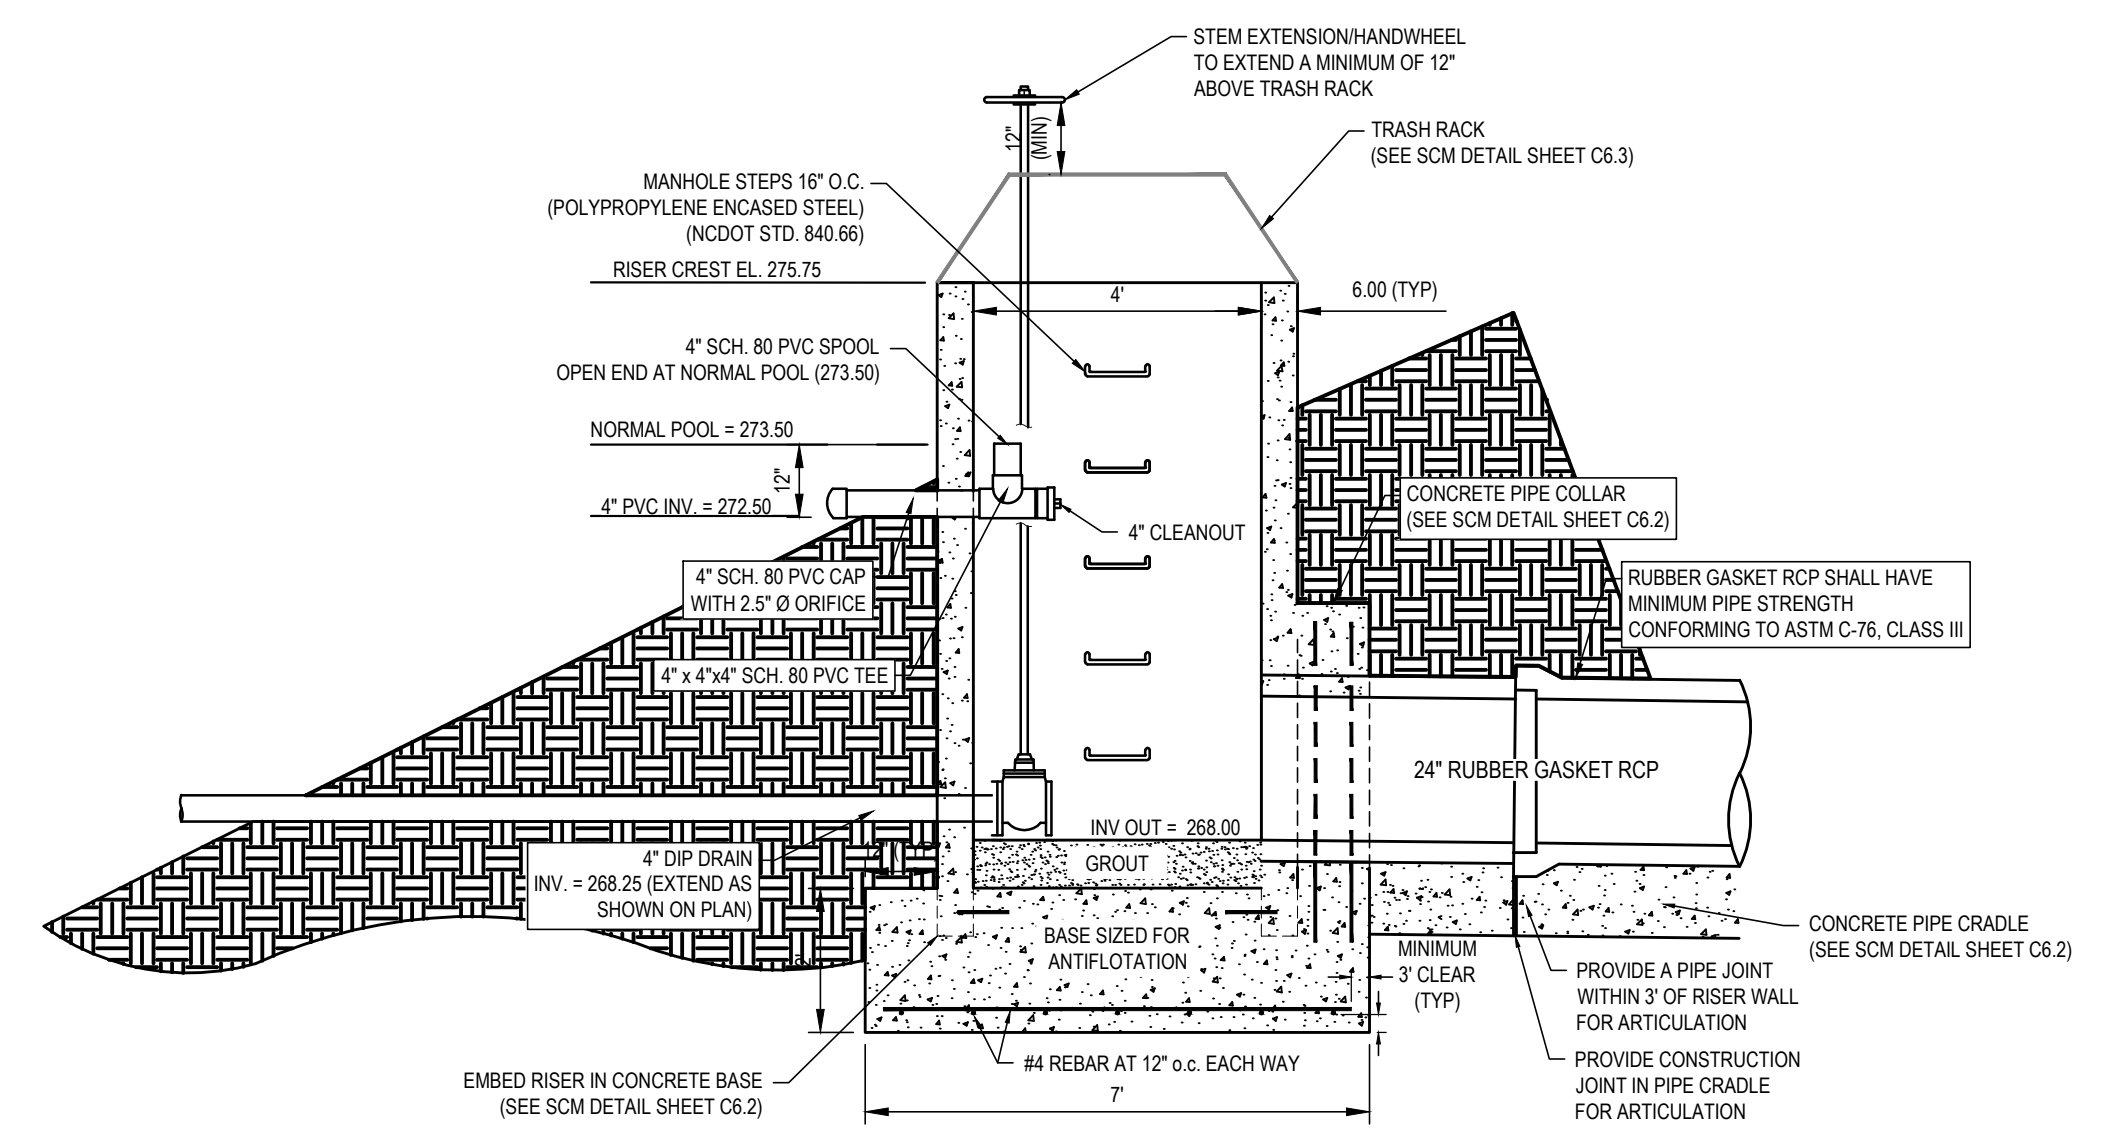 STEM EXTENSION/HANDWHEEL
TO EXTEND A MINIMUM OF 12"
ABOVE TRASH RACK
12"
(MIN)
TRASH RACK
(SEE SCM DETAIL SHEET C6.3)
MANHOLE STEPS 16" O.C.
(POLYPROPYLENE ENCASED STEEL)
(NCDOT STD. 840.66)
RISER CREST EL. 275.75
4'
6.00 (TYP)
4" SCH. 80 PVC SPOOL
OPEN END AT NORMAL POOL (273.50)
NORMAL POOL = 273.50
12"
4" PVC INV. = 272.50
CONCRETE PIPE COLLAR
(SEE SCM DETAIL SHEET C6.2)
4" CLEANOUT
4" SCH. 80 PVC CAP
WITH 2.5" Ø ORIFICE
RUBBER GASKET RCP SHALL HAVE
MINIMUM PIPE STRENGTH
CONFORMING TO ASTM C-76, CLASS III
4" x 4"x4" SCH. 80 PVC TEE
24" RUBBER GASKET RCP
INV OUT = 268.00
GROUT
4" DIP DRAIN
INV. = 268.25 (EXTEND AS
SHOWN ON PLAN)
BASE SIZED FOR
ANTIFLOTATION
MINIMUM
3' CLEAR
(TYP)
CONCRETE PIPE CRADLE
(SEE SCM DETAIL SHEET C6.2)
PROVIDE A PIPE JOINT
WITHIN 3' OF RISER WALL
FOR ARTICULATION
#4 REBAR AT 12" o.c. EACH WAY
PROVIDE CONSTRUCTION
JOINT IN PIPE CRADLE
FOR ARTICULATION
EMBED RISER IN CONCRETE BASE
(SEE SCM DETAIL SHEET C6.2)
7'